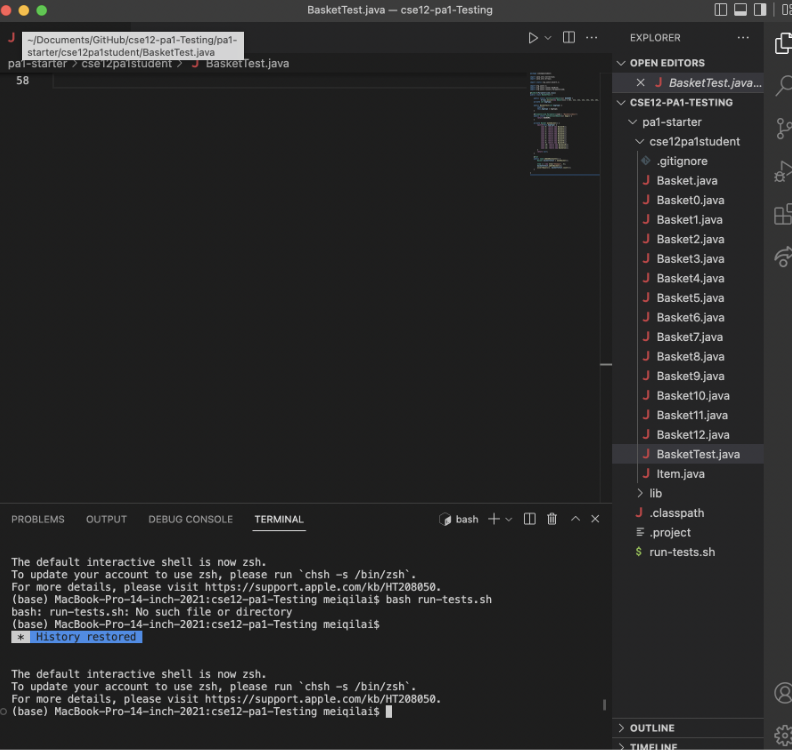 BasketTest.java — cse12-pa1-Testing
~/Documents/GitHub/cse12-pa1-Testing/pa1-
starter/cse12pa1student/BasketTest.java
pa1-starter > cse12pa1student > J BasketTest.java
58
EXPLORER
OPEN EDITORS
J BasketTest.java...
CSE12-PA1-TESTING
pa1-starter
cse12pa1student
.gitignore
J Basket.java
J Basket0.java
J Basket1.java
J Basket2.java
J Basket3.java
J Basket4.java
J Basket5.java
J Basket6.java
J Basket7.java
J Basket8.java
J Basket9.java
J Basket10.java
J Basket11.java
J Basket12.java
J BasketTest.java
J Item.java
lib
J .classpath
.project
$ run-tests.sh
OUTLINE
TIMELINE
PROBLEMS OUTPUT DEBUG CONSOLE TERMINAL bash
The default interactive shell is now zsh.
To update your account to use zsh, please run `chsh -s /bin/zsh`.
For more details, please visit https://support.apple.com/kb/HT208050.
(base) MacBook-Pro-14-inch-2021:cse12-pa1-Testing meiqilai$ bash run-tests.sh
bash: run-tests.sh: No such file or directory
(base) MacBook-Pro-14-inch-2021:cse12-pa1-Testing meiqilai$
* History restored
The default interactive shell is now zsh.
To update your account to use zsh, please run `chsh -s /bin/zsh`.
For more details, please visit https://support.apple.com/kb/HT208050.
(base) MacBook-Pro-14-inch-2021:cse12-pa1-Testing meiqilai$